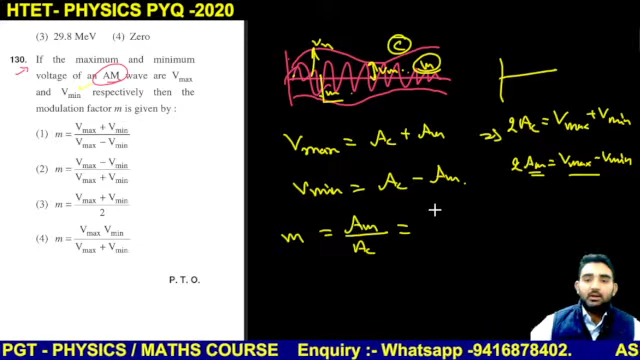 HTET- PHYSICS PYQ -2020
(3) 29.8 MeV (4) Zero
130. If the maximum and minimum
voltage of an AM wave are Vmax
and Vmin respectively then the
modulation factor m is given by :
(1) m = Vmax + Vmin / Vmax − Vmin
(2) m = Vmax − Vmin / Vmax + Vmin
(3) m = Vmax + Vmin / 2
(4) m = Vmax Vmin / Vmax + Vmin
P. T. O.
C
m
Vmax = Ac + Am
⇒ 2Ac = Vmax + Vmin
Vmin = Ac − Am.
2Am = Vmax − Vmin
m = Am / Ac =
PGT - PHYSICS / MATHS COURSE Enquiry :- Whatsapp -9416878402. AS